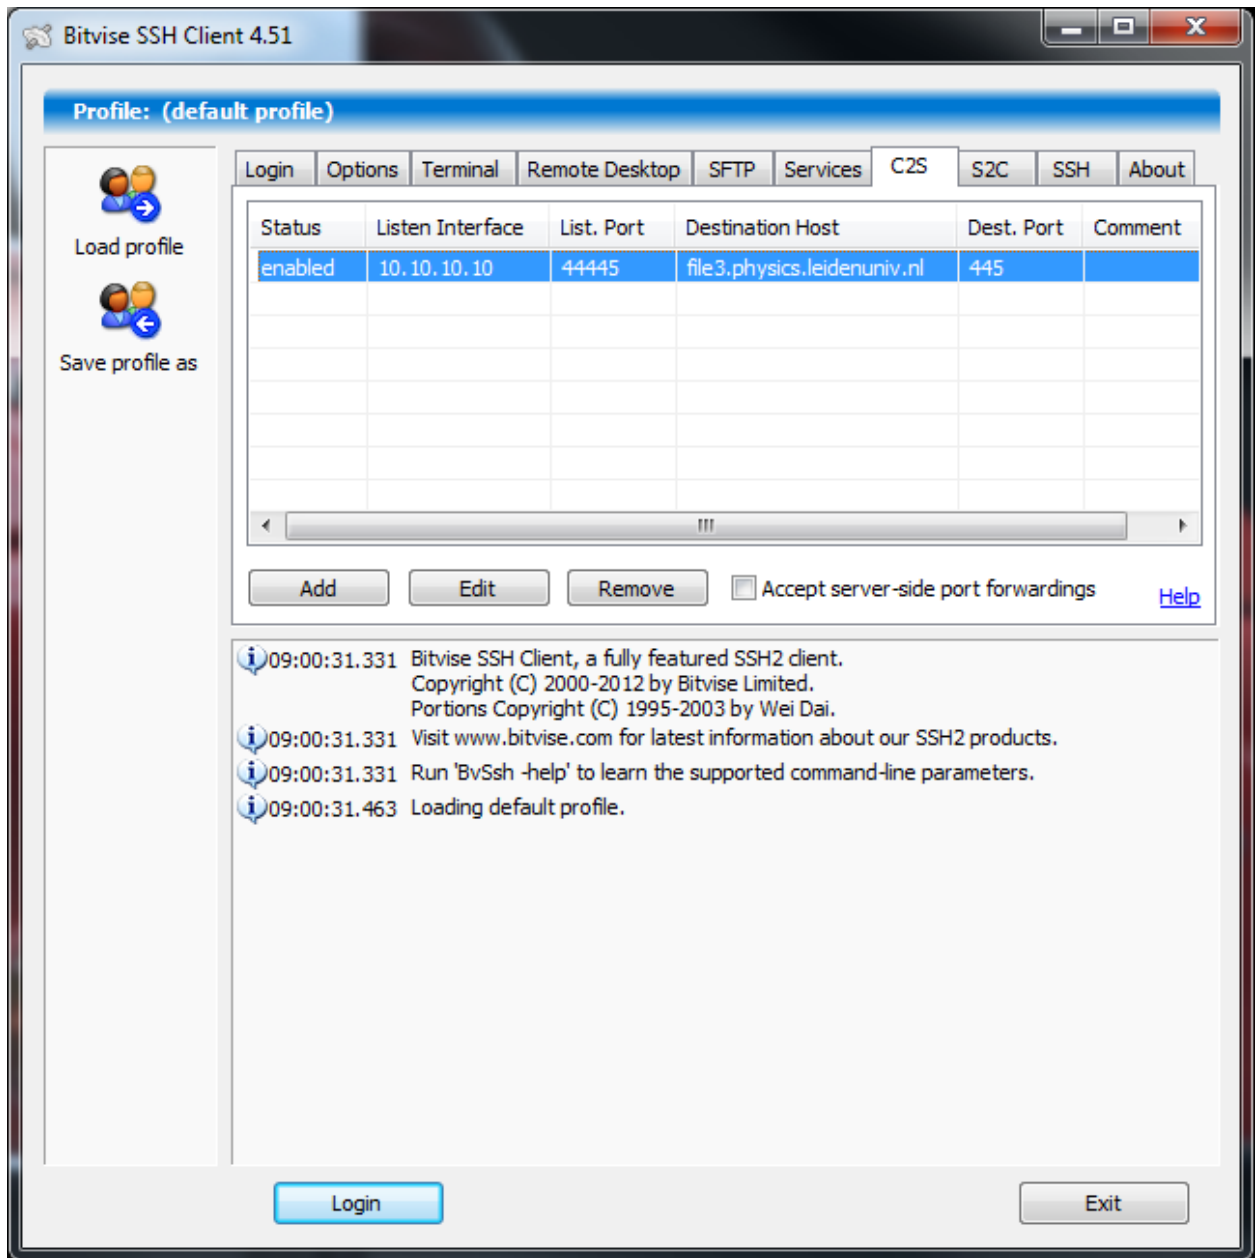 Bitvise SSH Client 4.51
Profile: (default profile)
Load profile
Save profile as
Login Options Terminal Remote Desktop SFTP Services C2S S2C SSH About
Status Listen Interface List. Port Destination Host Dest. Port Comment
enabled 10.10.10.10 44445 file3.physics.leidenuniv.nl 445
Add Edit Remove Accept server-side port forwardings Help
09:00:31.331 Bitvise SSH Client, a fully featured SSH2 client.
Copyright (C) 2000-2012 by Bitvise Limited.
Portions Copyright (C) 1995-2003 by Wei Dai.
09:00:31.331 Visit www.bitvise.com for latest information about our SSH2 products.
09:00:31.331 Run 'BvSsh -help' to learn the supported command-line parameters.
09:00:31.463 Loading default profile.
Login Exit